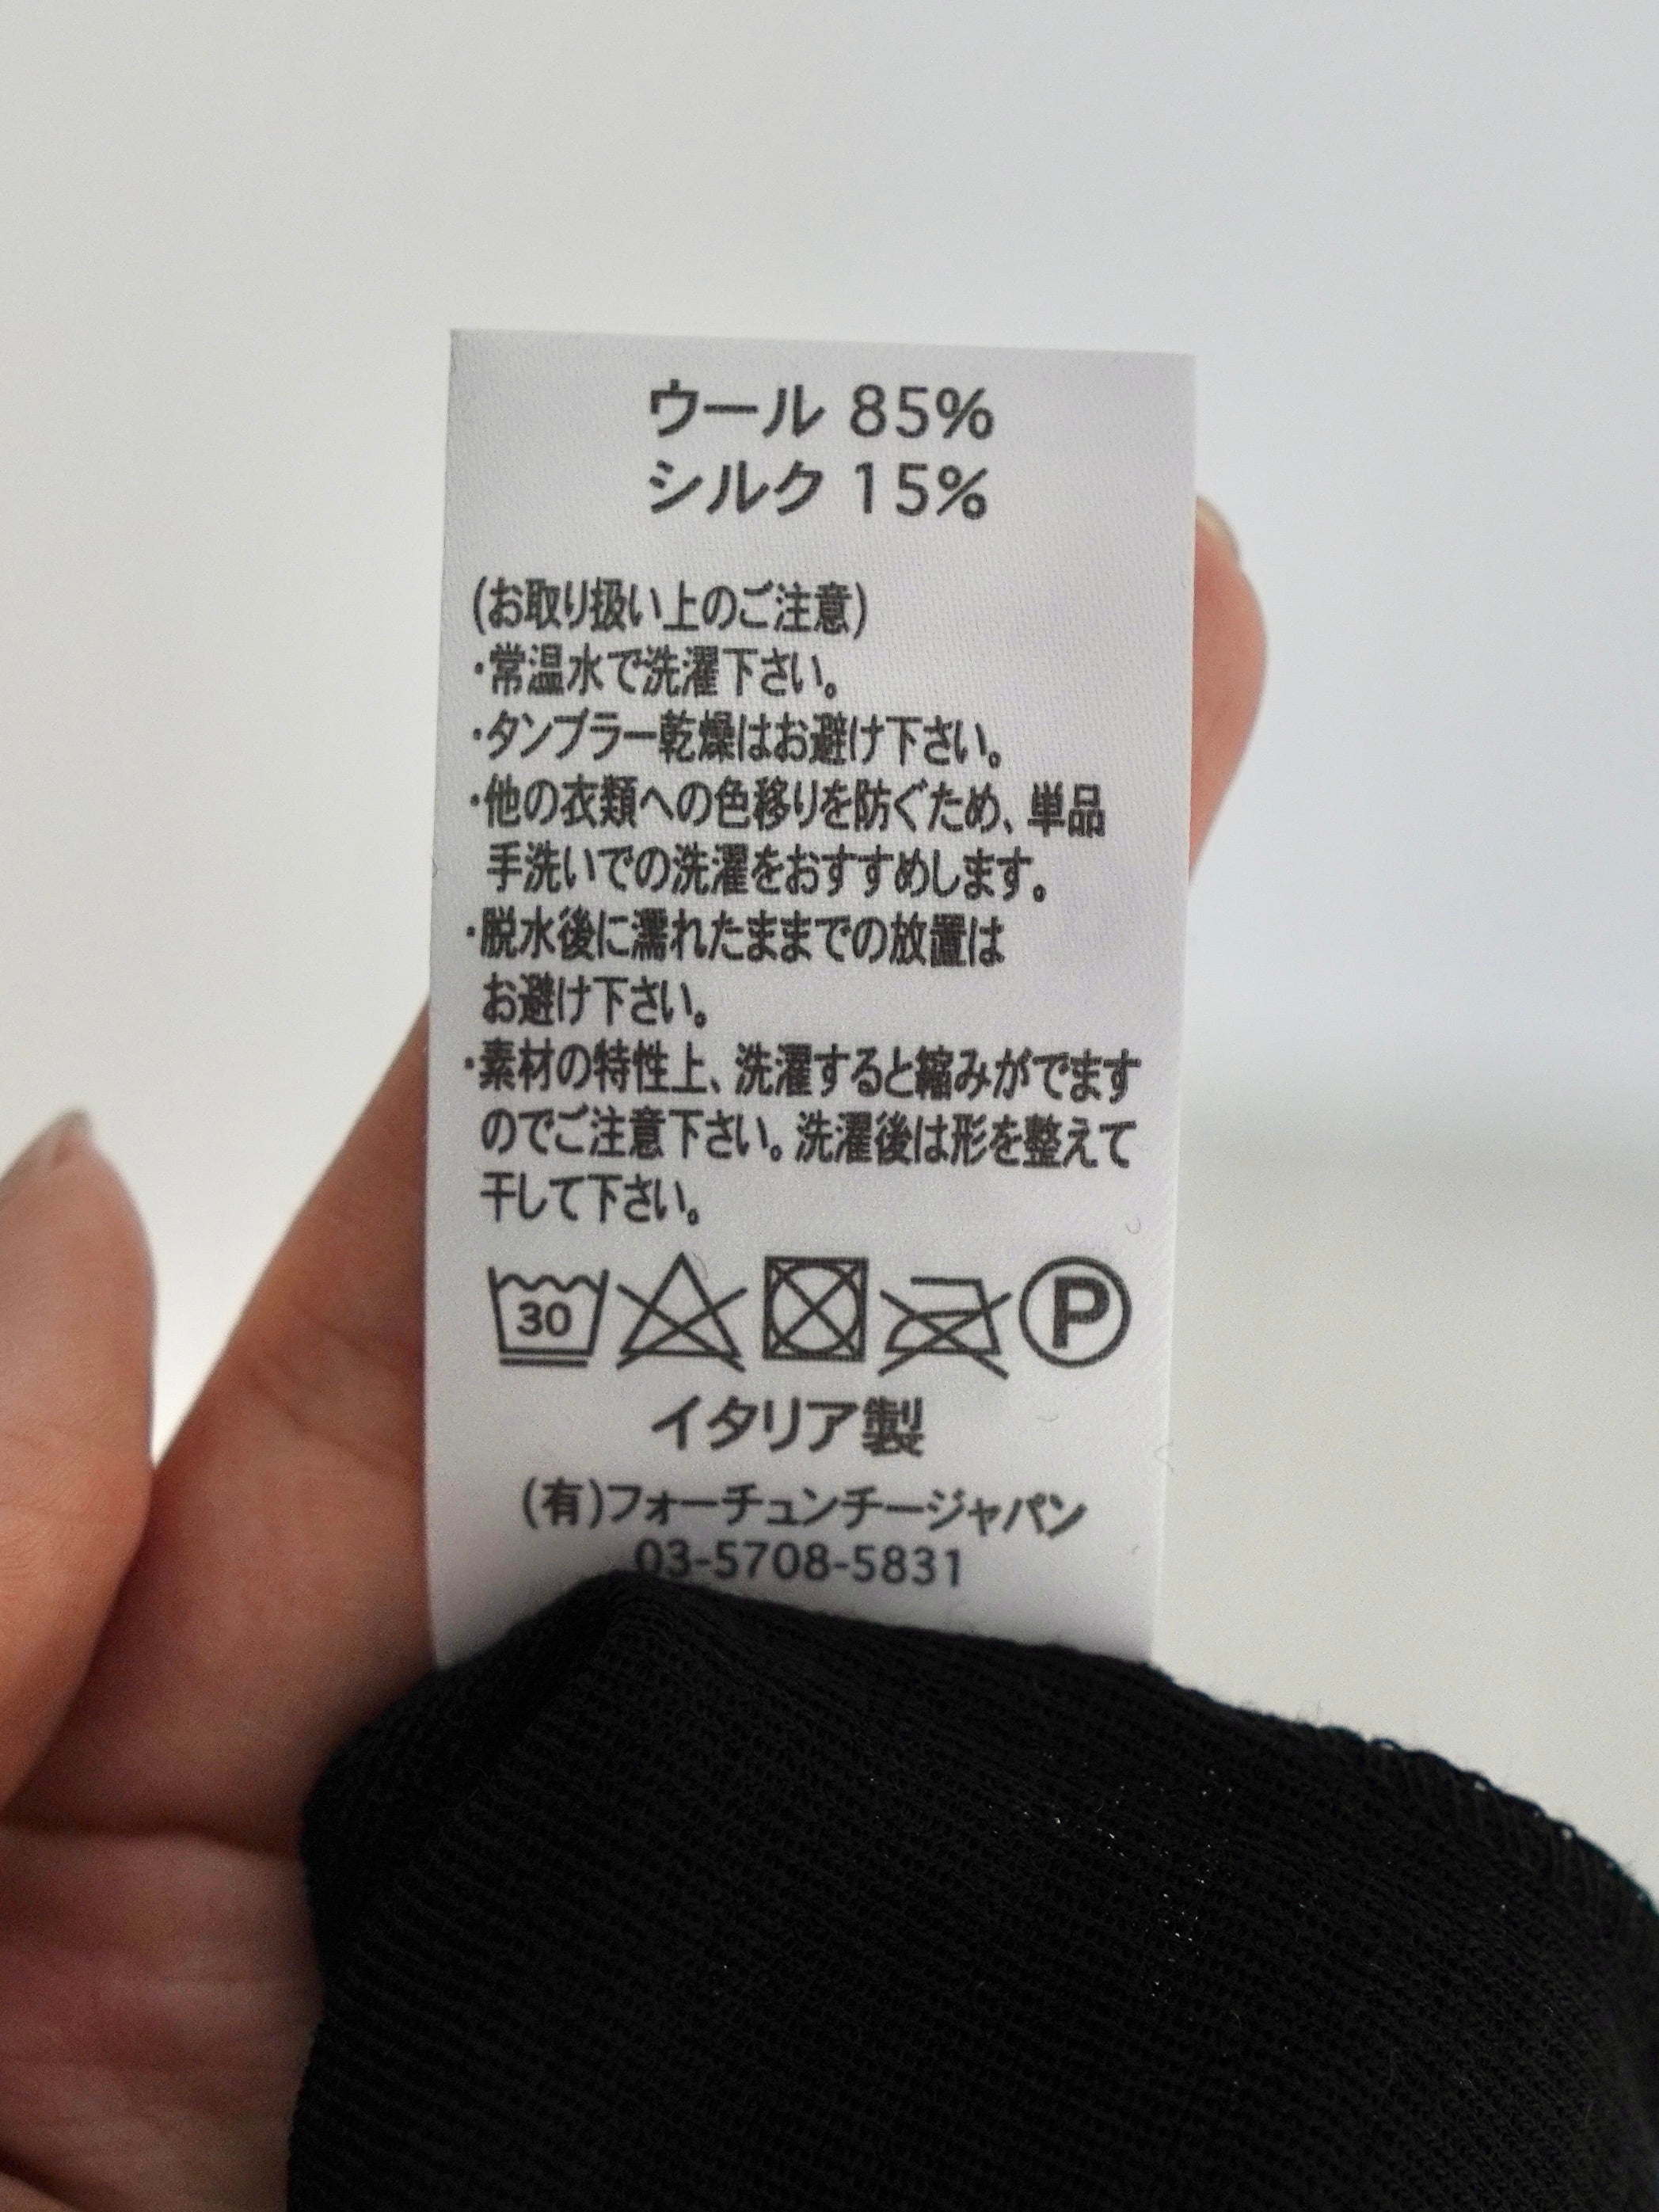 ウール 85%
シルク 15%
(お取り扱い上のご注意)
・常温水で洗濯下さい。
・タンブラー乾燥はお避け下さい。
・他の衣類への色移りを防ぐため、単品
手洗いでの洗濯をおすすめします。
・脱水後に濡れたままでの放置は
お避け下さい。
・素材の特性上、洗濯すると縮みがでます
のでご注意下さい。洗濯後は形を整えて
干して下さい。
30 P
イタリア製
(有)フォーチュンチージャパン
03-5708-5831